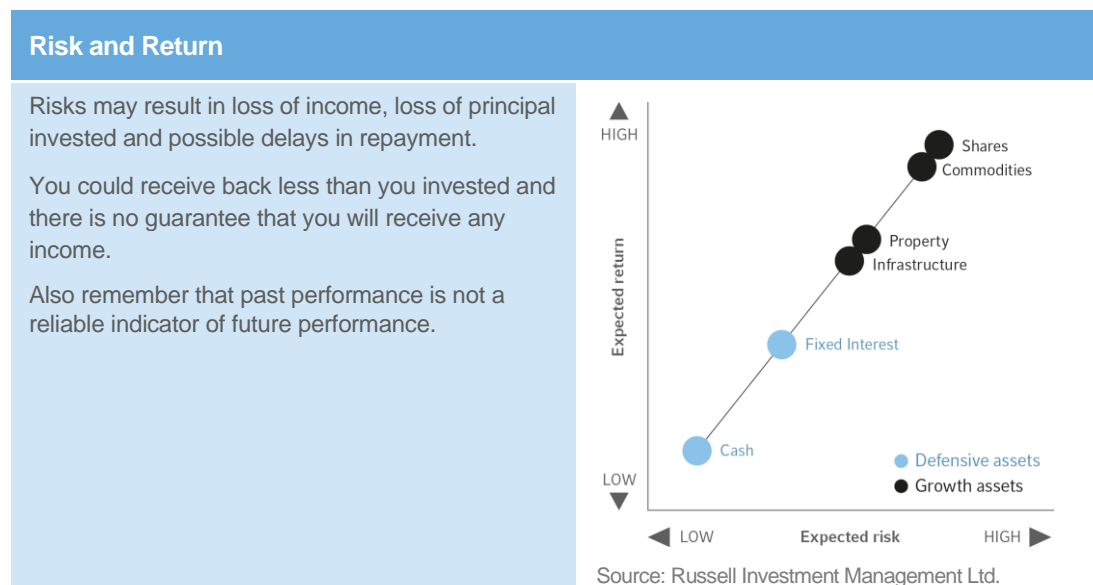 Risk and Return
Risks may result in loss of income, loss of principal
invested and possible delays in repayment.
You could receive back less than you invested and
there is no guarantee that you will receive any
income.
Also remember that past performance is not a
reliable indicator of future performance.
HIGH
Expected return
LOW
Shares
Commodities
Property
Infrastructure
Fixed Interest
Cash
Defensive assets
Growth assets
LOW Expected risk HIGH
Source: Russell Investment Management Ltd.